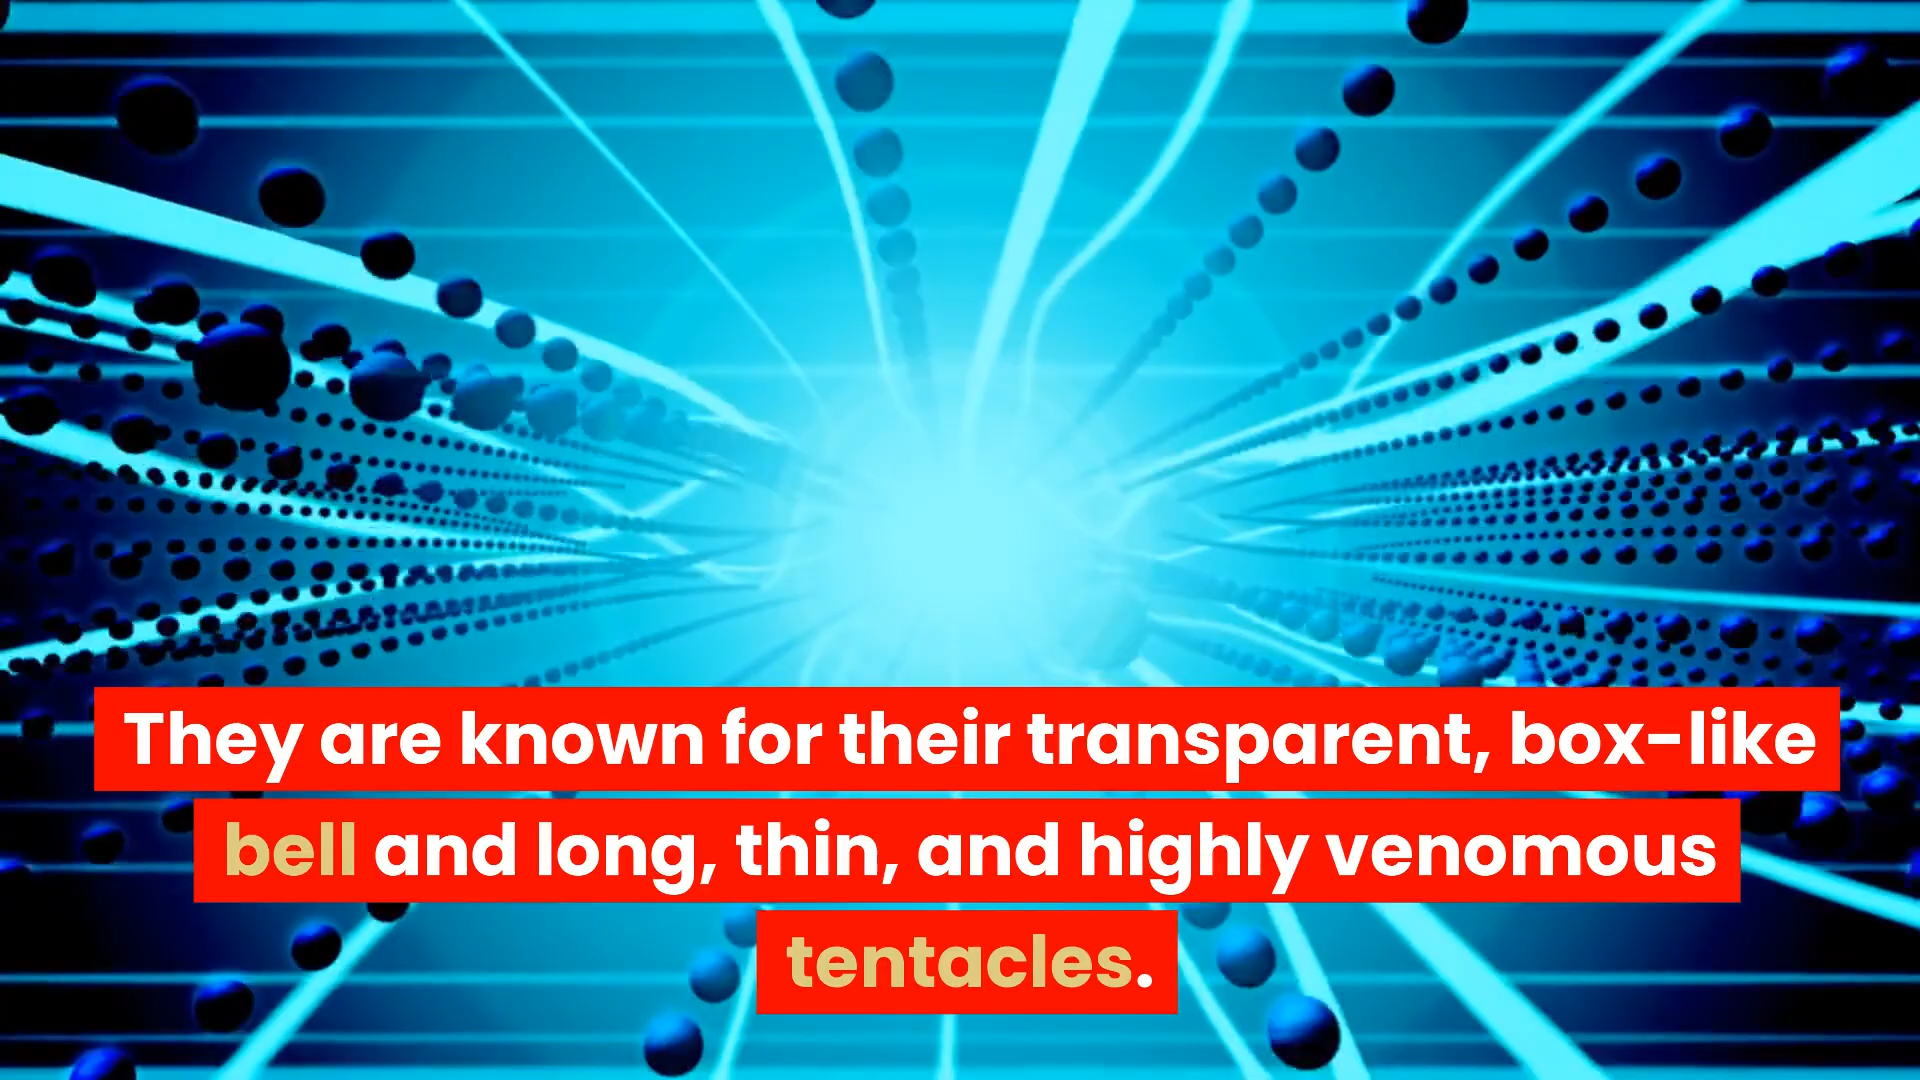 They are known for their transparent, box-like
bell and long, thin, and highly venomous
tentacles.